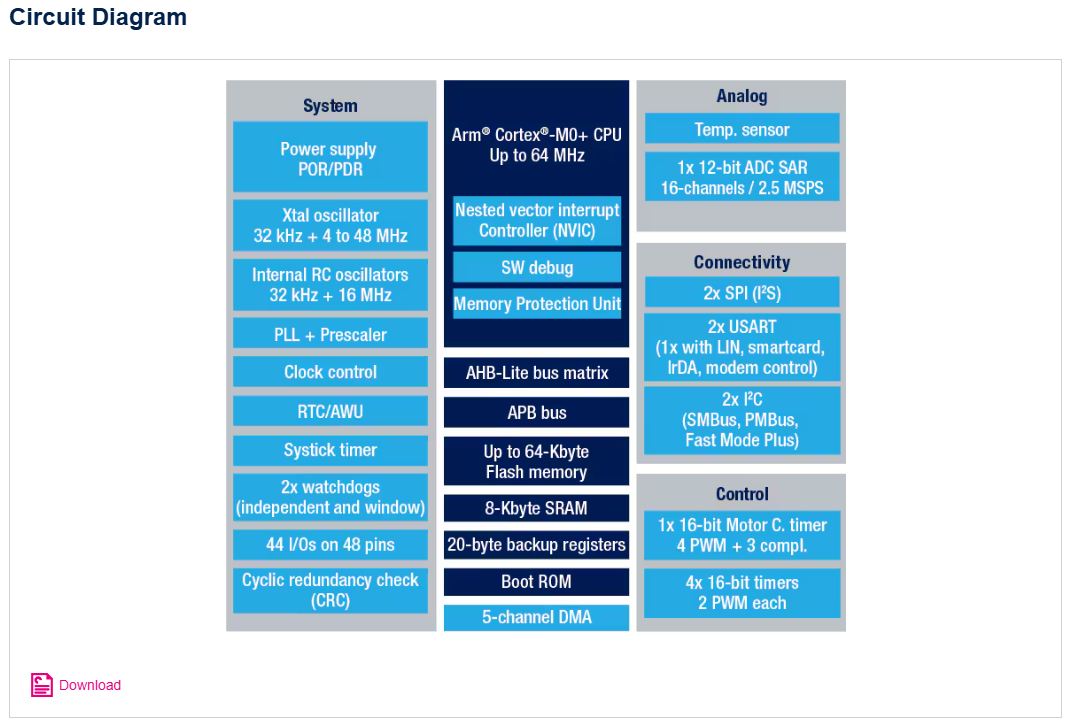 Circuit Diagram
System
Power supply
POR/PDR
Xtal oscillator
32 kHz + 4 to 48 MHz
Internal RC oscillators
32 kHz + 16 MHz
PLL + Prescaler
Clock control
RTC/AWU
Systick timer
2x watchdogs
(independent and window)
44 I/Os on 48 pins
Cyclic redundancy check
(CRC)
Arm® Cortex®-M0+ CPU
Up to 64 MHz
Nested vector interrupt
Controller (NVIC)
SW debug
Memory Protection Unit
AHB-Lite bus matrix
APB bus
Up to 64-Kbyte
Flash memory
8-Kbyte SRAM
20-byte backup registers
Boot ROM
5-channel DMA
Analog
Temp. sensor
1x 12-bit ADC SAR
16-channels / 2.5 MSPS
Connectivity
2x SPI (I²S)
2x USART
(1x with LIN, smartcard,
IrDA, modem control)
2x I²C
(SMBus, PMBus,
Fast Mode Plus)
Control
1x 16-bit Motor C. timer
4 PWM + 3 compl.
4x 16-bit timers
2 PWM each
Download